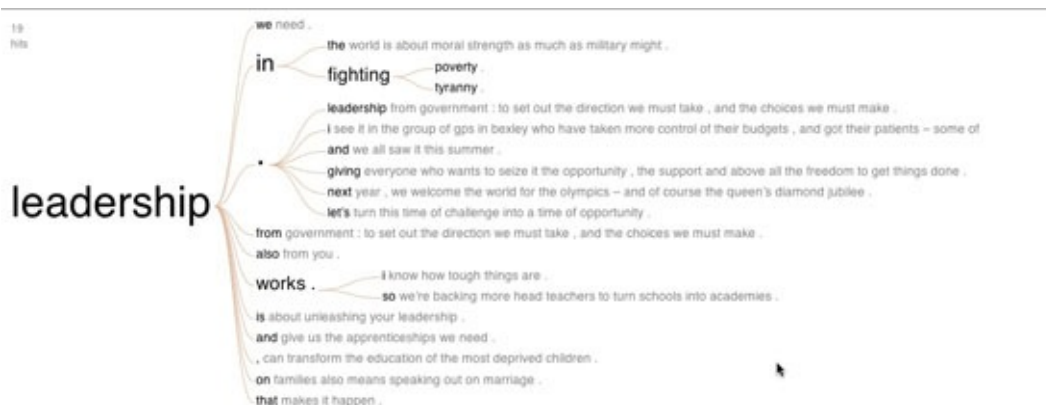 19
hits
we need .
in
the world is about moral strength as much as military might .
fighting
poverty .
tyranny .
.
leadership from government : to set out the direction we must take , and the choices we must make .
i see it in the group of gps in bexley who have taken more control of their budgets , and got their patients – some of
and we all saw it this summer .
giving everyone who wants to seize it the opportunity , the support and above all the freedom to get things done .
next year , we welcome the world for the olympics – and of course the queen's diamond jubilee .
let's turn this time of challenge into a time of opportunity .
leadership
from government : to set out the direction we must take , and the choices we must make .
also from you .
works .
i know how tough things are .
so we're backing more head teachers to turn schools into academies .
is about unleashing your leadership .
and give us the apprenticeships we need .
, can transform the education of the most deprived children .
on families also means speaking out on marriage .
that makes it happen .